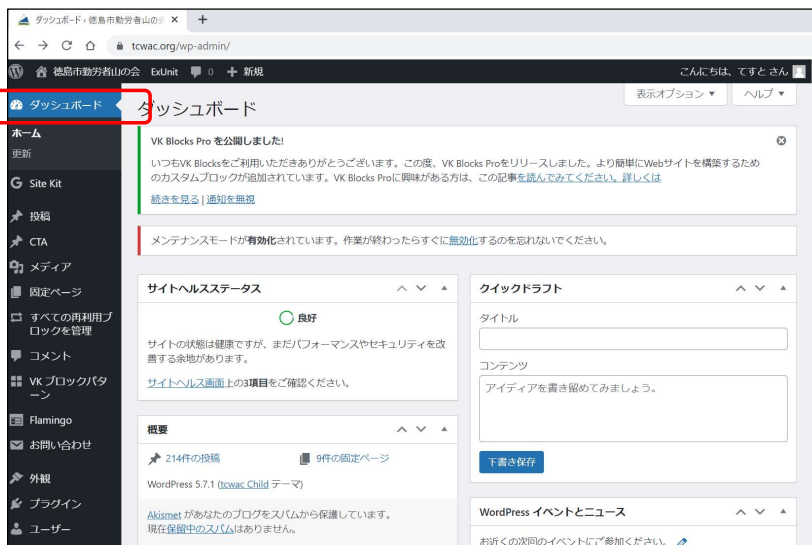 ダッシュボード ‹ 徳島市勤労者山の会
tcwac.org/wp-admin/
徳島市勤労者山の会 ExUnit 0 新規
こんにちは、てすと さん
ダッシュボード
ホーム
更新
Site Kit
投稿
CTA
メディア
固定ページ
すべての再利用ブ
ロックを管理
コメント
VK ブロックパタ
ーン
Flamingo
お問い合わせ
外観
プラグイン
ユーザー
表示オプション ▼ ヘルプ ▼
ダッシュボード
VK Blocks Pro を公開しました!
いつもVK Blocksをご利用いただきありがとうございます。この度、VK Blocks Proをリリースしました。より簡単にWebサイトを構築するため
のカスタムブロックが追加されています。VK Blocks Proに興味がある方は、この記事を読んでみてください。詳しくは
続きを見る | 通知を無視
メンテナンスモードが有効化されています。作業が終わったらすぐに無効化するのを忘れないでください。
サイトヘルスステータス
良好
サイトの状態は健康ですが、まだパフォーマンスやセキュリティを改
善する余地があります。
サイトヘルス画面上の3項目をご確認ください。
概要
214件の投稿 9件の固定ページ
WordPress 5.7.1 (tcwac Child テーマ)
Akismet があなたのブログをスパムから保護しています。
現在保留中のスパムはありません。
クイックドラフト
タイトル
コンテンツ
アイディアを書き留めてみましょう。
下書き保存
WordPress イベントとニュース
お近くの次回のイベントにご参加ください。